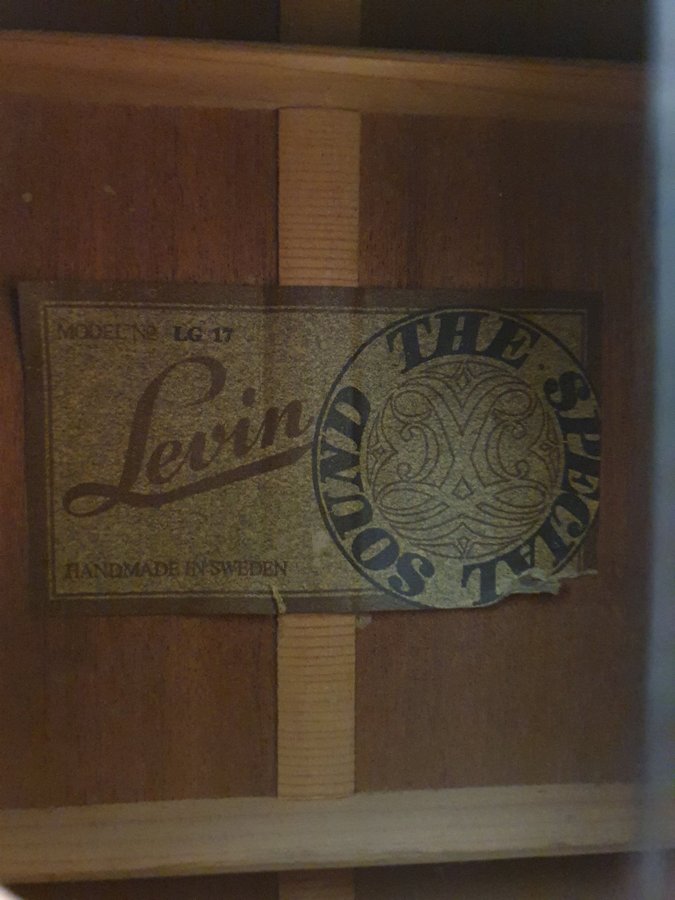 MODEL No LG 17
Levin
HANDMADE IN SWEDEN
THE SPECIAL SOUND